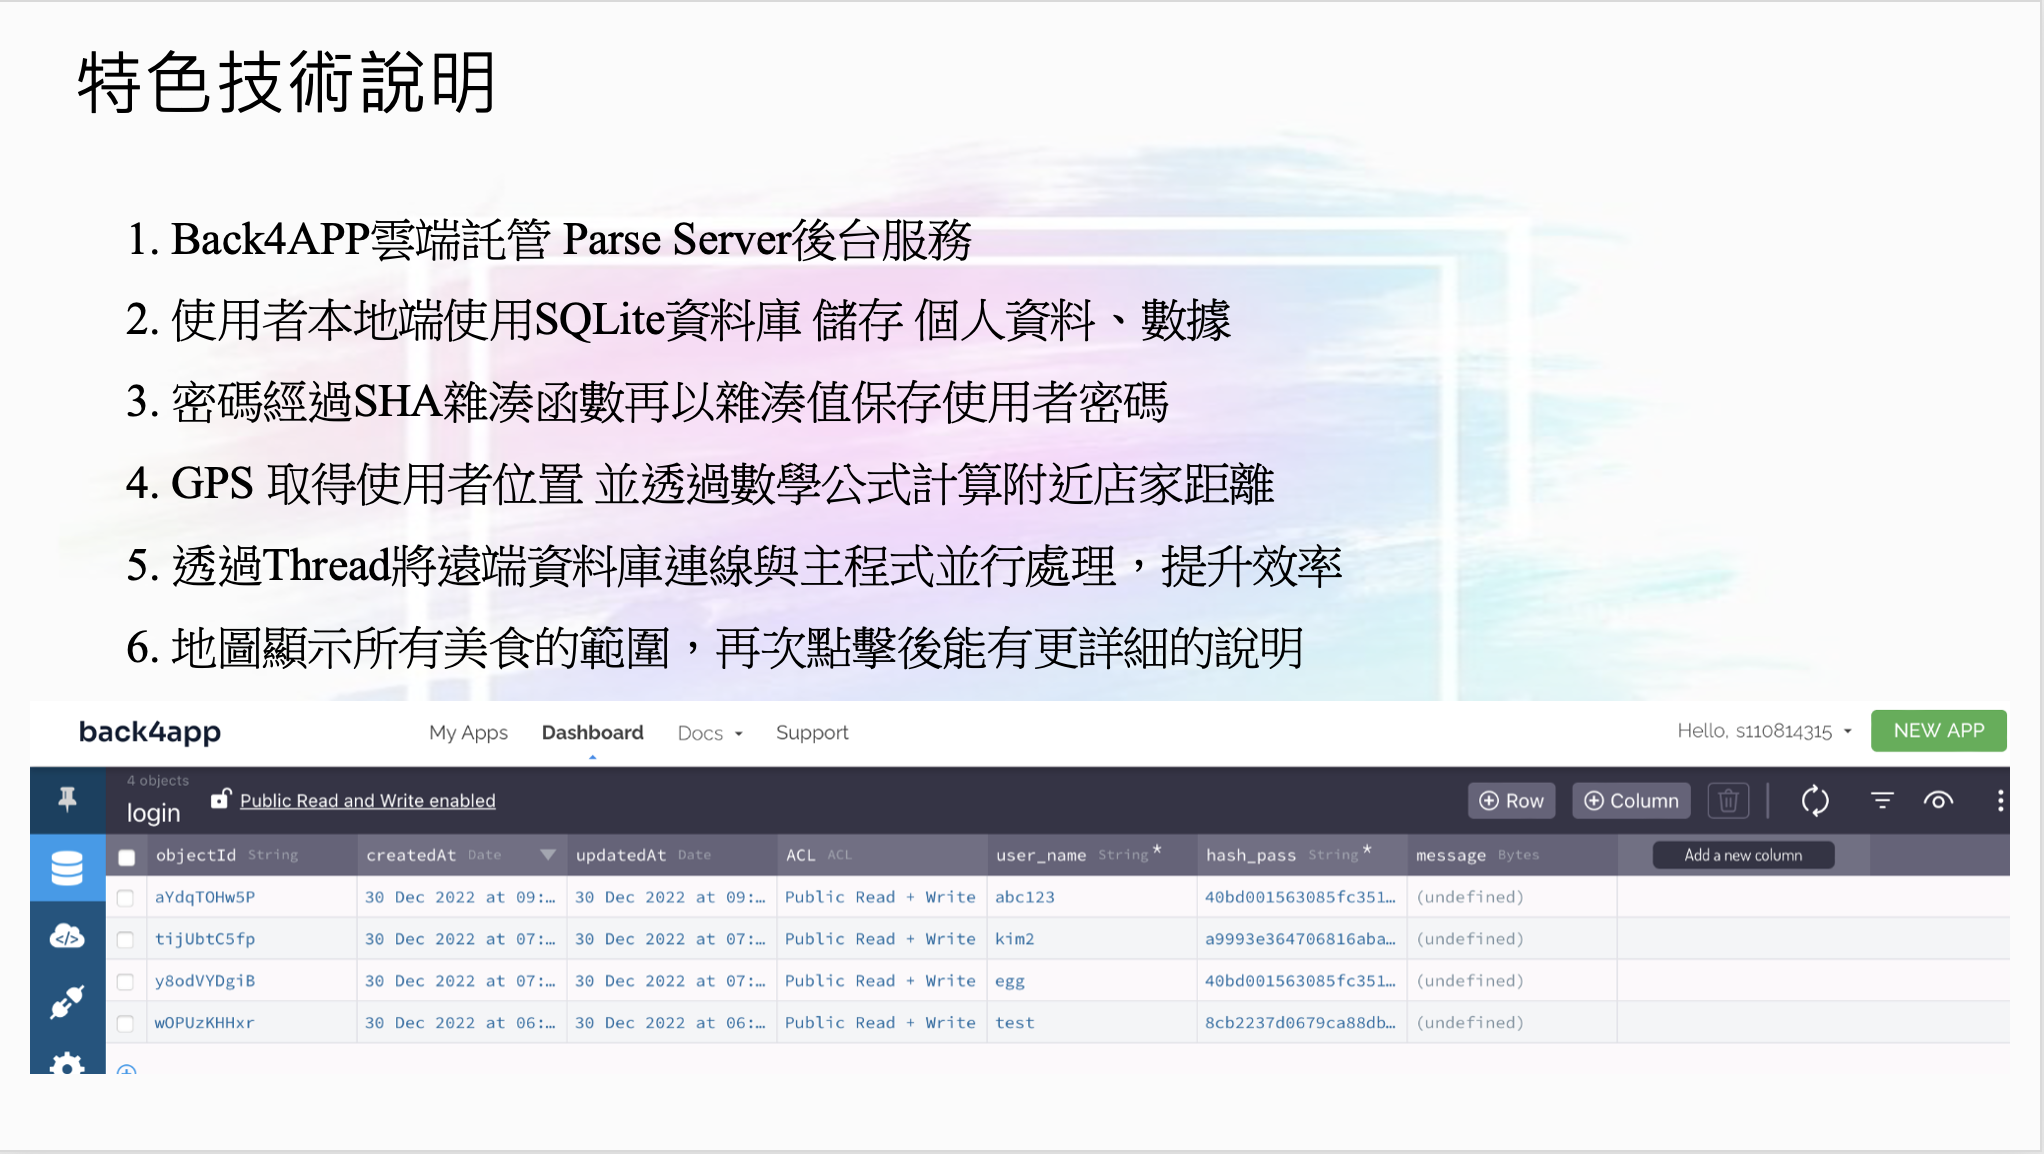 特色技術說明
1. Back4APP雲端託管 Parse Server後台服務
2. 使用者本地端使用SQLite資料庫 儲存 個人資料、數據
3. 密碼經過SHA雜湊函數再以雜湊值保存使用者密碼
4. GPS 取得使用者位置 並透過數學公式計算附近店家距離
5. 透過Thread將遠端資料庫連線與主程式並行處理，提升效率
6. 地圖顯示所有美食的範圍，再次點擊後能有更詳細的說明
back4app My Apps Dashboard Docs Support Hello, s110814315 NEW APP
4 objects
login Public Read and Write enabled Row Column
objectId String createdAt Date updatedAt Date ACL ACL user_name String * hash_pass String * message Bytes Add a new column
aYdqTOHw5P 30 Dec 2022 at 09:… 30 Dec 2022 at 09:… Public Read + Write abc123 40bd001563085fc351… (undefined)
tijUbtC5fp 30 Dec 2022 at 07:… 30 Dec 2022 at 07:… Public Read + Write kim2 a9993e364706816aba… (undefined)
y8odVYDgiB 30 Dec 2022 at 07:… 30 Dec 2022 at 07:… Public Read + Write egg 40bd001563085fc351… (undefined)
wOPUzKHHxr 30 Dec 2022 at 06:… 30 Dec 2022 at 06:… Public Read + Write test 8cb2237d0679ca88db… (undefined)